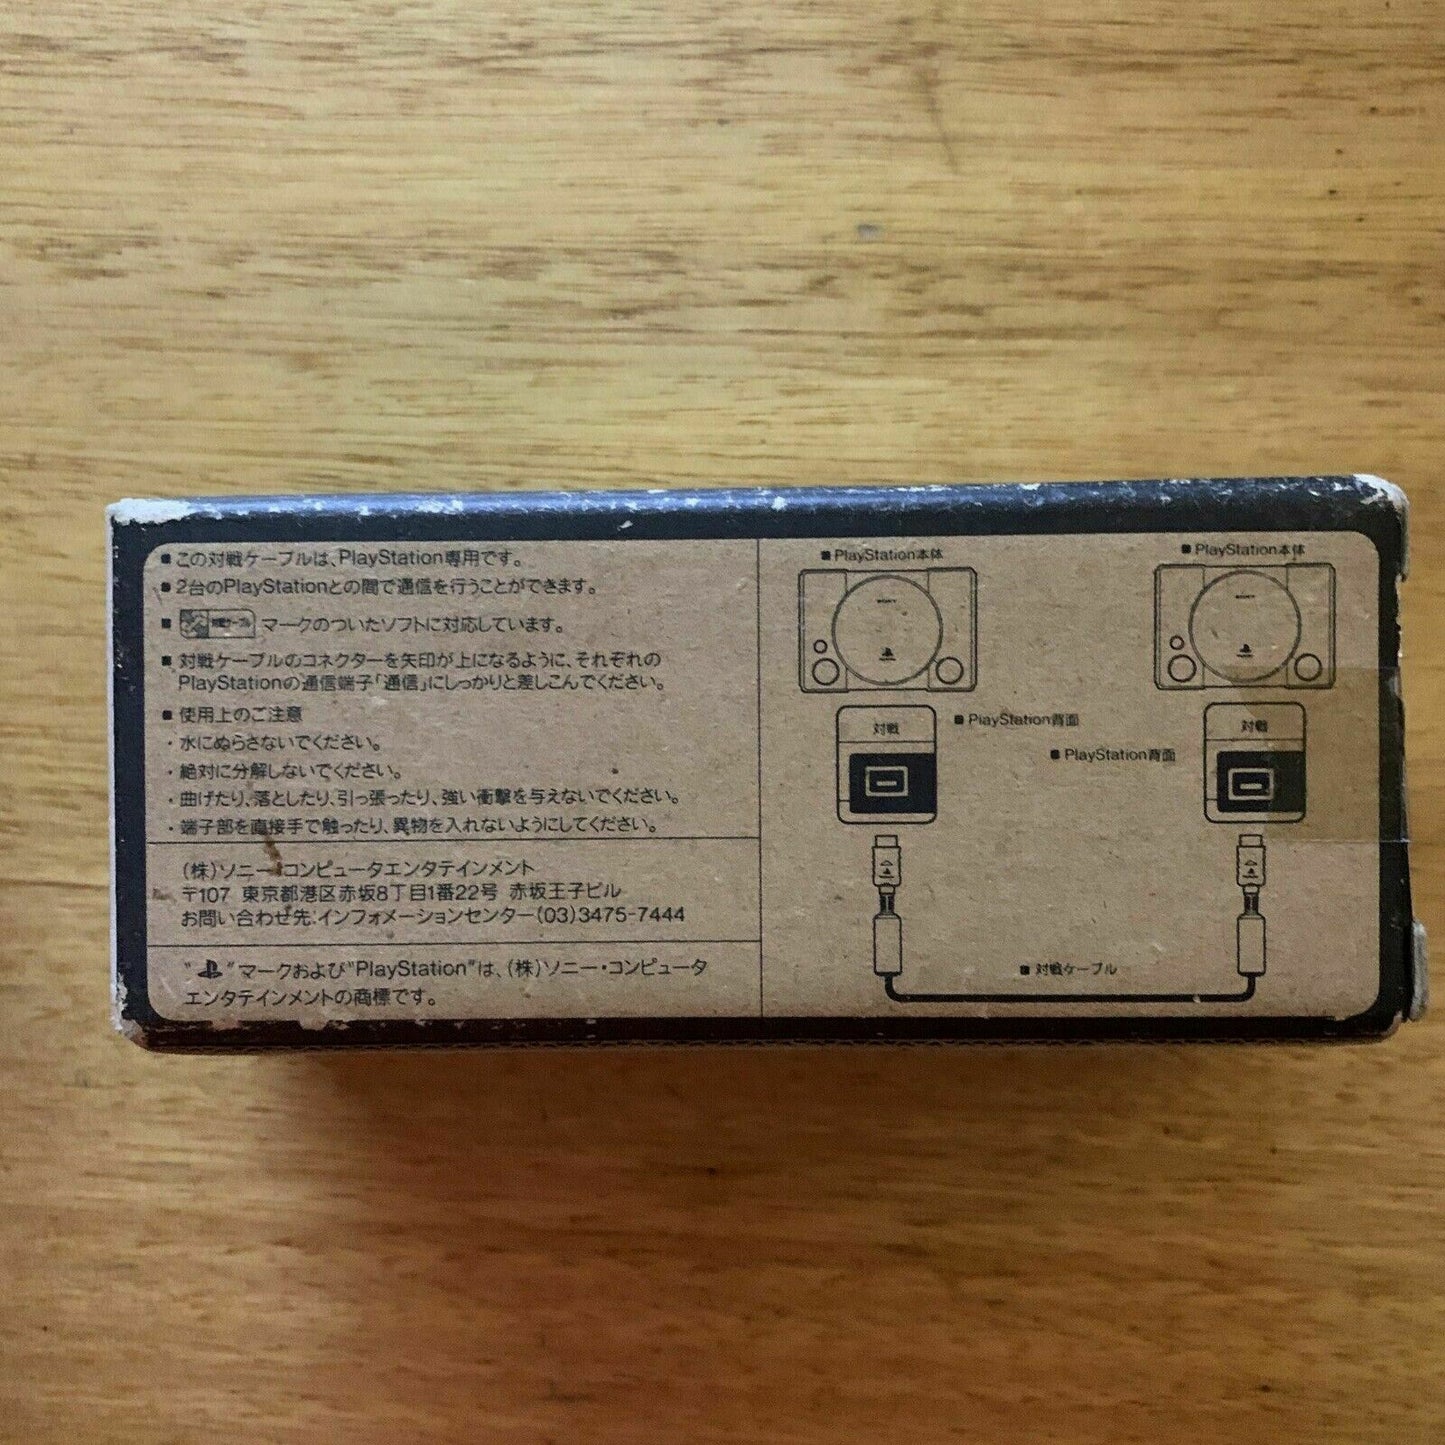 ■この対戦ケーブルは、PlayStation専用です。
■2台のPlayStationとの間で通信を行うことができます。
■ 対戦ケーブル マークのついたソフトに対応しています。
■対戦ケーブルのコネクターを矢印が上になるように、それぞれの
PlayStationの通信端子「通信」にしっかりと差しこんでください。
■使用上のご注意
・水にぬらさないでください。
・絶対に分解しないでください。
・曲げたり、落としたり、引っ張ったり、強い衝撃を与えないでください。
・端子部を直接手で触ったり、異物を入れないようにしてください。
(株)ソニー・コンピュータエンタテインメント
〒107 東京都港区赤坂8丁目1番22号 赤坂王子ビル
お問い合わせ先:インフォメーションセンター(03)3475-7444
" "マークおよび"PlayStation"は、(株)ソニー・コンピュータ
エンタテインメントの商標です。
■PlayStation本体
■PlayStation本体
SONY
SONY
対戦
■PlayStation背面
■PlayStation背面
対戦
■対戦ケーブル